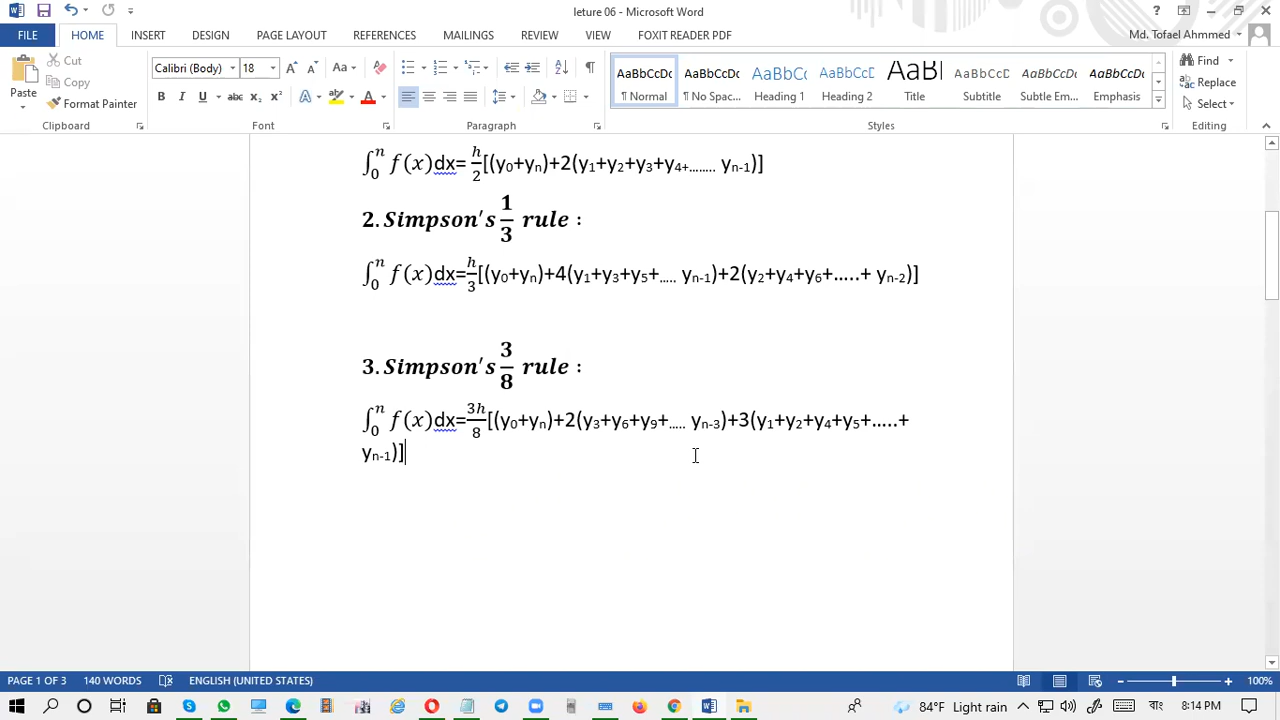 leture 06 - Microsoft Word
FILE HOME INSERT DESIGN PAGE LAYOUT REFERENCES MAILINGS REVIEW VIEW FOXIT READER PDF Md. Tofael Ahmmed
Cut
Copy
Format Painter
Paste
Calibri (Body) 18
Find
Replace
Select
AaBbCcDc AaBbCcDc AaBbCc AaBbCcE AaBl AaBbCcC AaBbCcDc AaBbCcDc
¶ Normal ¶ No Spac... Heading 1 Heading 2 Title Subtitle Subtle Em... Emphasis
Clipboard Font Paragraph Styles Editing
∫₀ⁿ f(x)dx= h/2[(y₀+yₙ)+2(y₁+y₂+y₃+y₄₊........ yₙ₋₁)]
2. Simpson's 1/3 rule :
∫₀ⁿ f(x)dx=h/3[(y₀+yₙ)+4(y₁+y₃+y₅+..... yₙ₋₁)+2(y₂+y₄+y₆+.....+ yₙ₋₂)]
3. Simpson's 3/8 rule :
∫₀ⁿ f(x)dx=3h/8[(y₀+yₙ)+2(y₃+y₆+y₉+..... yₙ₋₃)+3(y₁+y₂+y₄+y₅+.....+
yₙ₋₁)]
PAGE 1 OF 3 140 WORDS ENGLISH (UNITED STATES) 100%
84°F Light rain বাং 8:14 PM